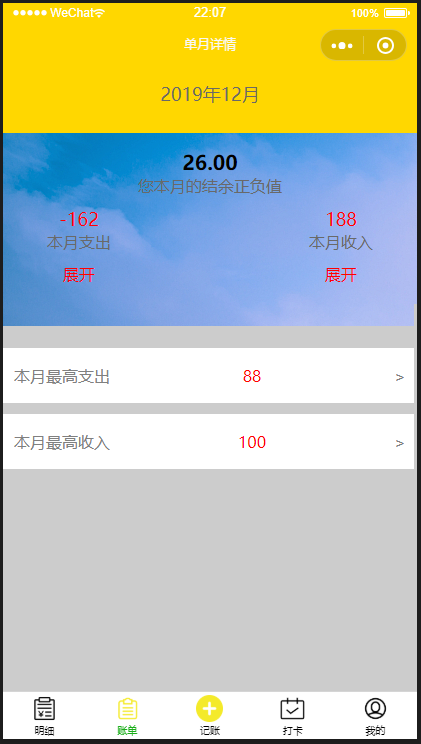 WeChat 22:07 100%
单月详情
2019年12月
26.00
您本月的结余正负值
-162 188
本月支出 本月收入
展开 展开
本月最高支出 88 >
本月最高收入 100 >
明细 账单 记账 打卡 我的